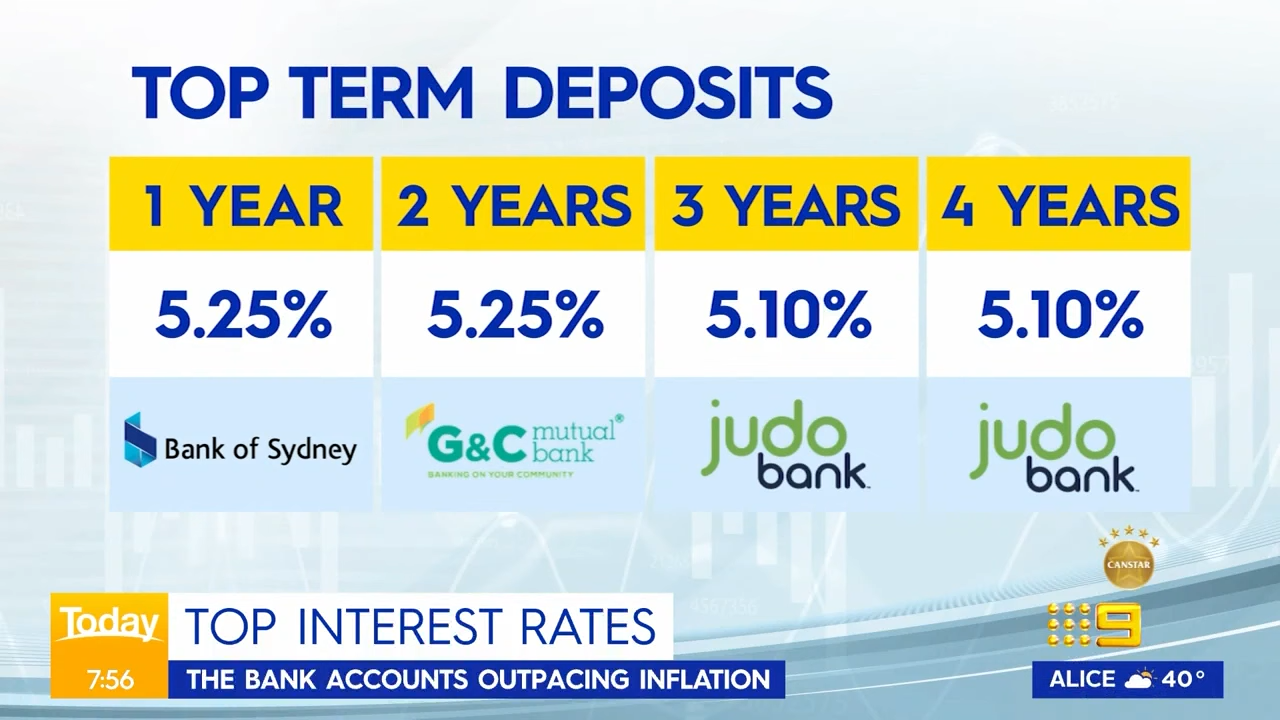 TOP TERM DEPOSITS
1 YEAR
2 YEARS
3 YEARS
4 YEARS
5.25%
5.25%
5.10%
5.10%
Bank of Sydney
G&C mutual bank®
BANKING ON YOUR COMMUNITY
judo bank™
judo bank™
CANSTAR
9
Today
7:56
TOP INTEREST RATES
THE BANK ACCOUNTS OUTPACING INFLATION
ALICE 40°